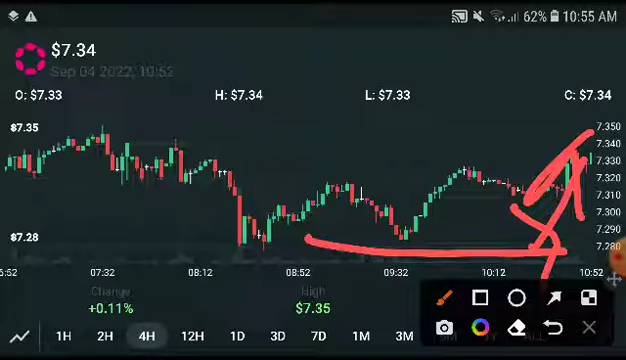 62% 10:55 AM
$7.34
Sep 04 2022, 10:52
O: $7.33 H: $7.34 L: $7.33 C: $7.34
$7.35
7.350
7.340
7.330
7.320
7.310
7.300
7.290
$7.28
7.280
6:52 07:32 08:12 08:52 09:32 10:12 10:52
Change High
+0.11% $7.35
1H 2H 4H 12H 1D 3D 7D 1M 3M